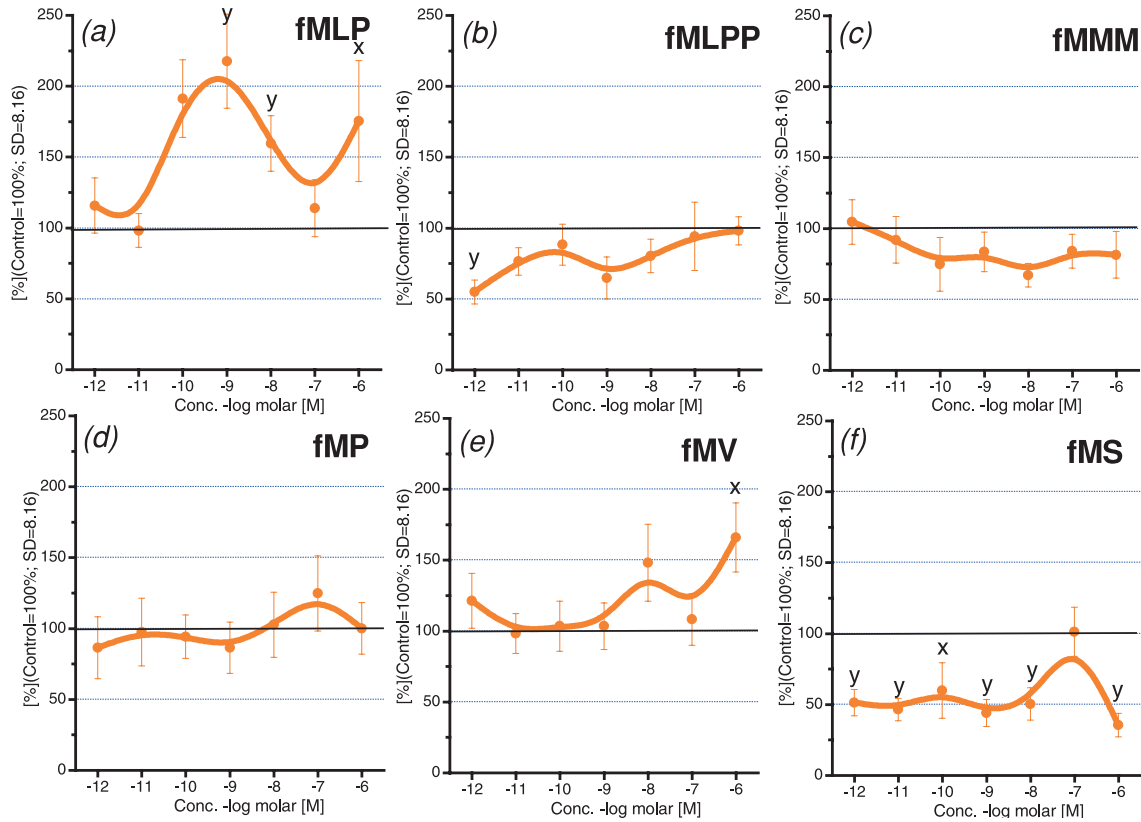 (a) fMLP
y
x
y
[%](Control=100%; SD=8.16)
250
200
150
100
50
0
-12 -11 -10 -9 -8 -7 -6
Conc. -log molar [M]
(b) fMLPP
y
[%](Control=100%; SD=8.16)
250
200
150
100
50
0
-12 -11 -10 -9 -8 -7 -6
Conc. -log molar [M]
(c) fMMM
[%](Control=100%; SD=8.16)
250
200
150
100
50
0
-12 -11 -10 -9 -8 -7 -6
Conc. -log molar [M]
(d) fMP
[%](Control=100%; SD=8.16)
250
200
150
100
50
0
-12 -11 -10 -9 -8 -7 -6
Conc. -log molar [M]
(e) fMV
x
[%](Control=100%; SD=8.16)
250
200
150
100
50
0
-12 -11 -10 -9 -8 -7 -6
Conc. -log molar [M]
(f) fMS
y y x y y y
[%](Control=100%; SD=8.16)
250
200
150
100
50
0
-12 -11 -10 -9 -8 -7 -6
Conc. -log molar [M]